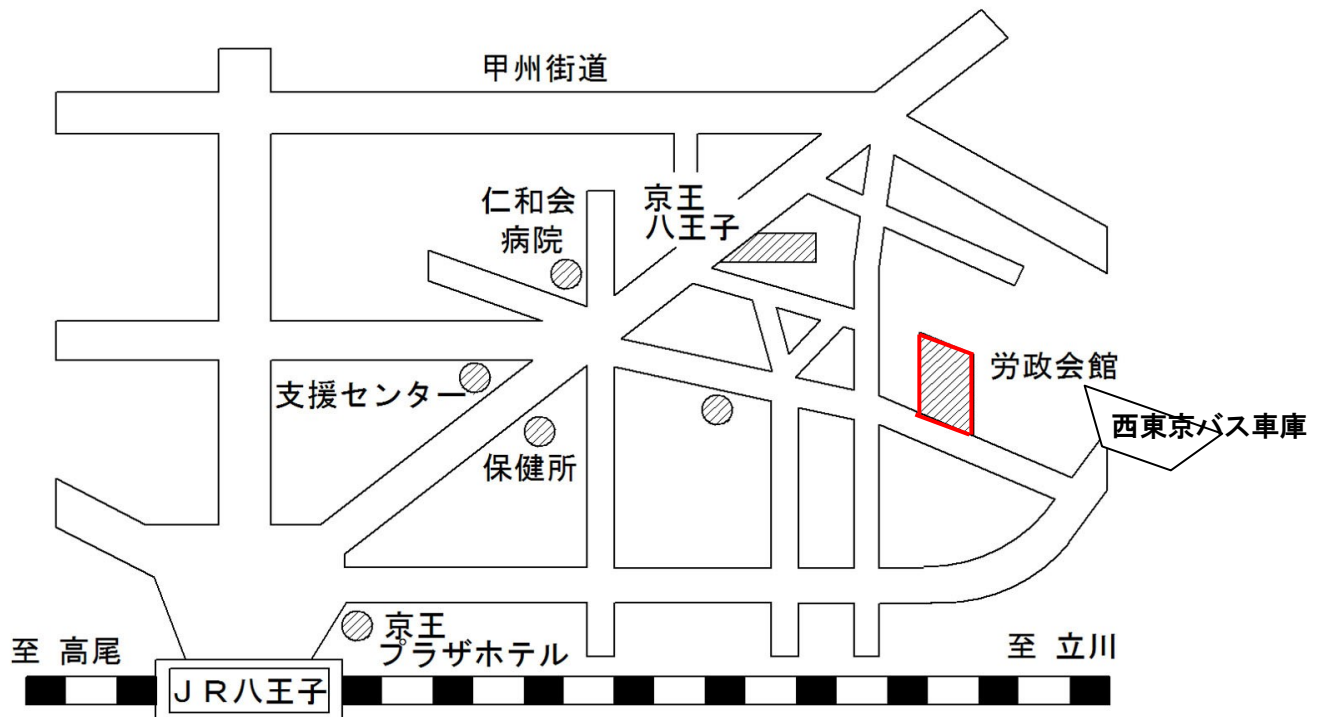 甲州街道
仁和会
病院
京王
八王子
労政会館
支援センター
西東京バス車庫
保健所
京王
プラザホテル
至 高尾
至 立川
ＪＲ八王子